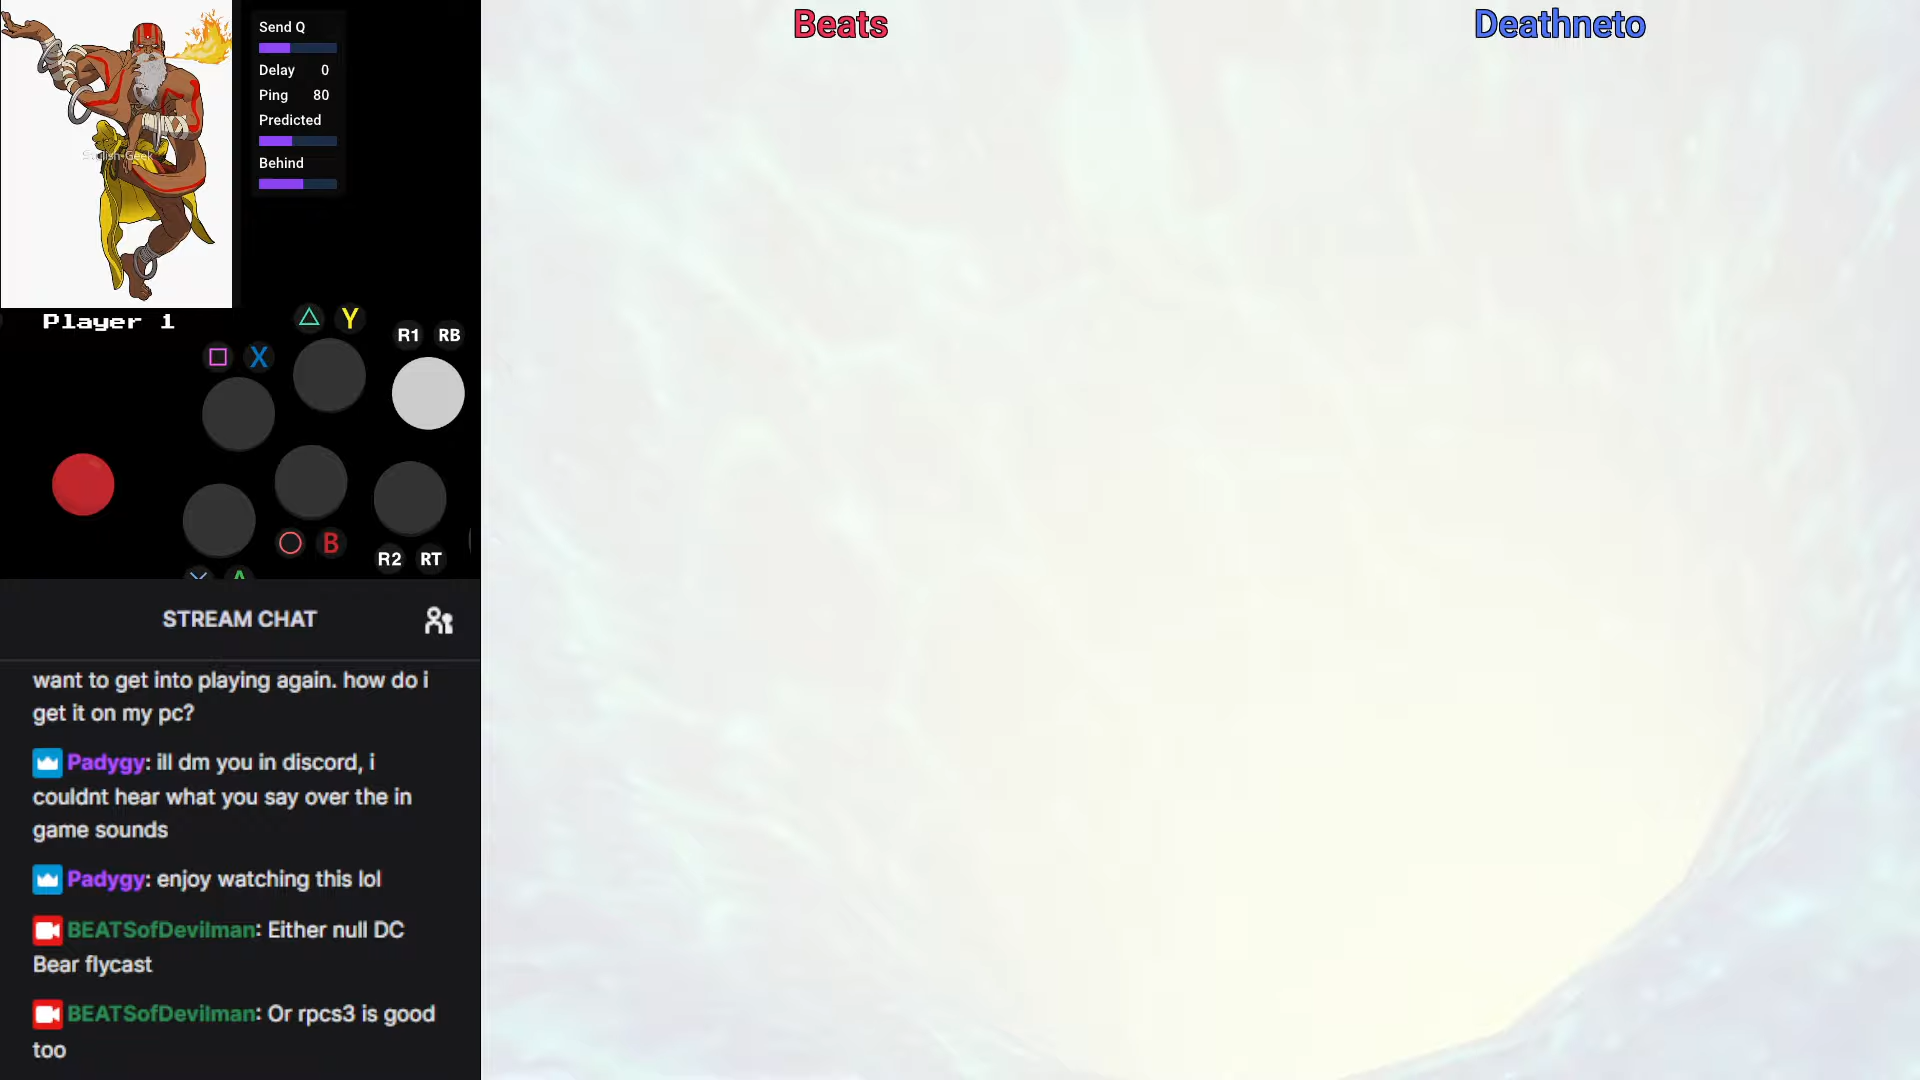 Beats
Deathneto
Send Q
Delay 0
Ping 80
Predicted
Behind
Player 1
Y
R1 RB
X
B
R2 RT
A
STREAM CHAT
want to get into playing again. how do i
get it on my pc?
Padygy: ill dm you in discord, i
couldnt hear what you say over the in
game sounds
Padygy: enjoy watching this lol
BEATSofDevilman: Either null DC
Bear flycast
BEATSofDevilman: Or rpcs3 is good
too